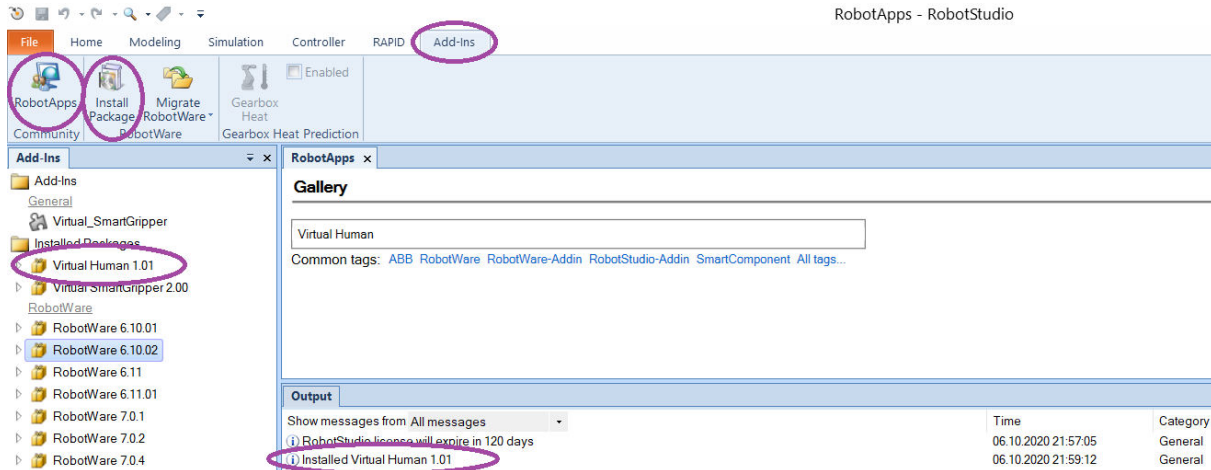 RobotApps - RobotStudio
File Home Modeling Simulation Controller RAPID Add-Ins
RobotApps
Install Package
Migrate RobotWare
Gearbox Heat
Enabled
Community RobotWare Gearbox Heat Prediction
Add-Ins
Add-Ins
General
Virtual_SmartGripper
Installed Packages
Virtual Human 1.01
Virtual SmartGripper 2.00
RobotWare
RobotWare 6.10.01
RobotWare 6.10.02
RobotWare 6.11
RobotWare 6.11.01
RobotWare 7.0.1
RobotWare 7.0.2
RobotWare 7.0.4
RobotApps x
Gallery
Virtual Human
Common tags: ABB RobotWare RobotWare-Addin RobotStudio-Addin SmartComponent All tags...
Output
Show messages from All messages Time Category
RobotStudio license will expire in 120 days 06.10.2020 21:57:05 General
Installed Virtual Human 1.01 06.10.2020 21:59:12 General